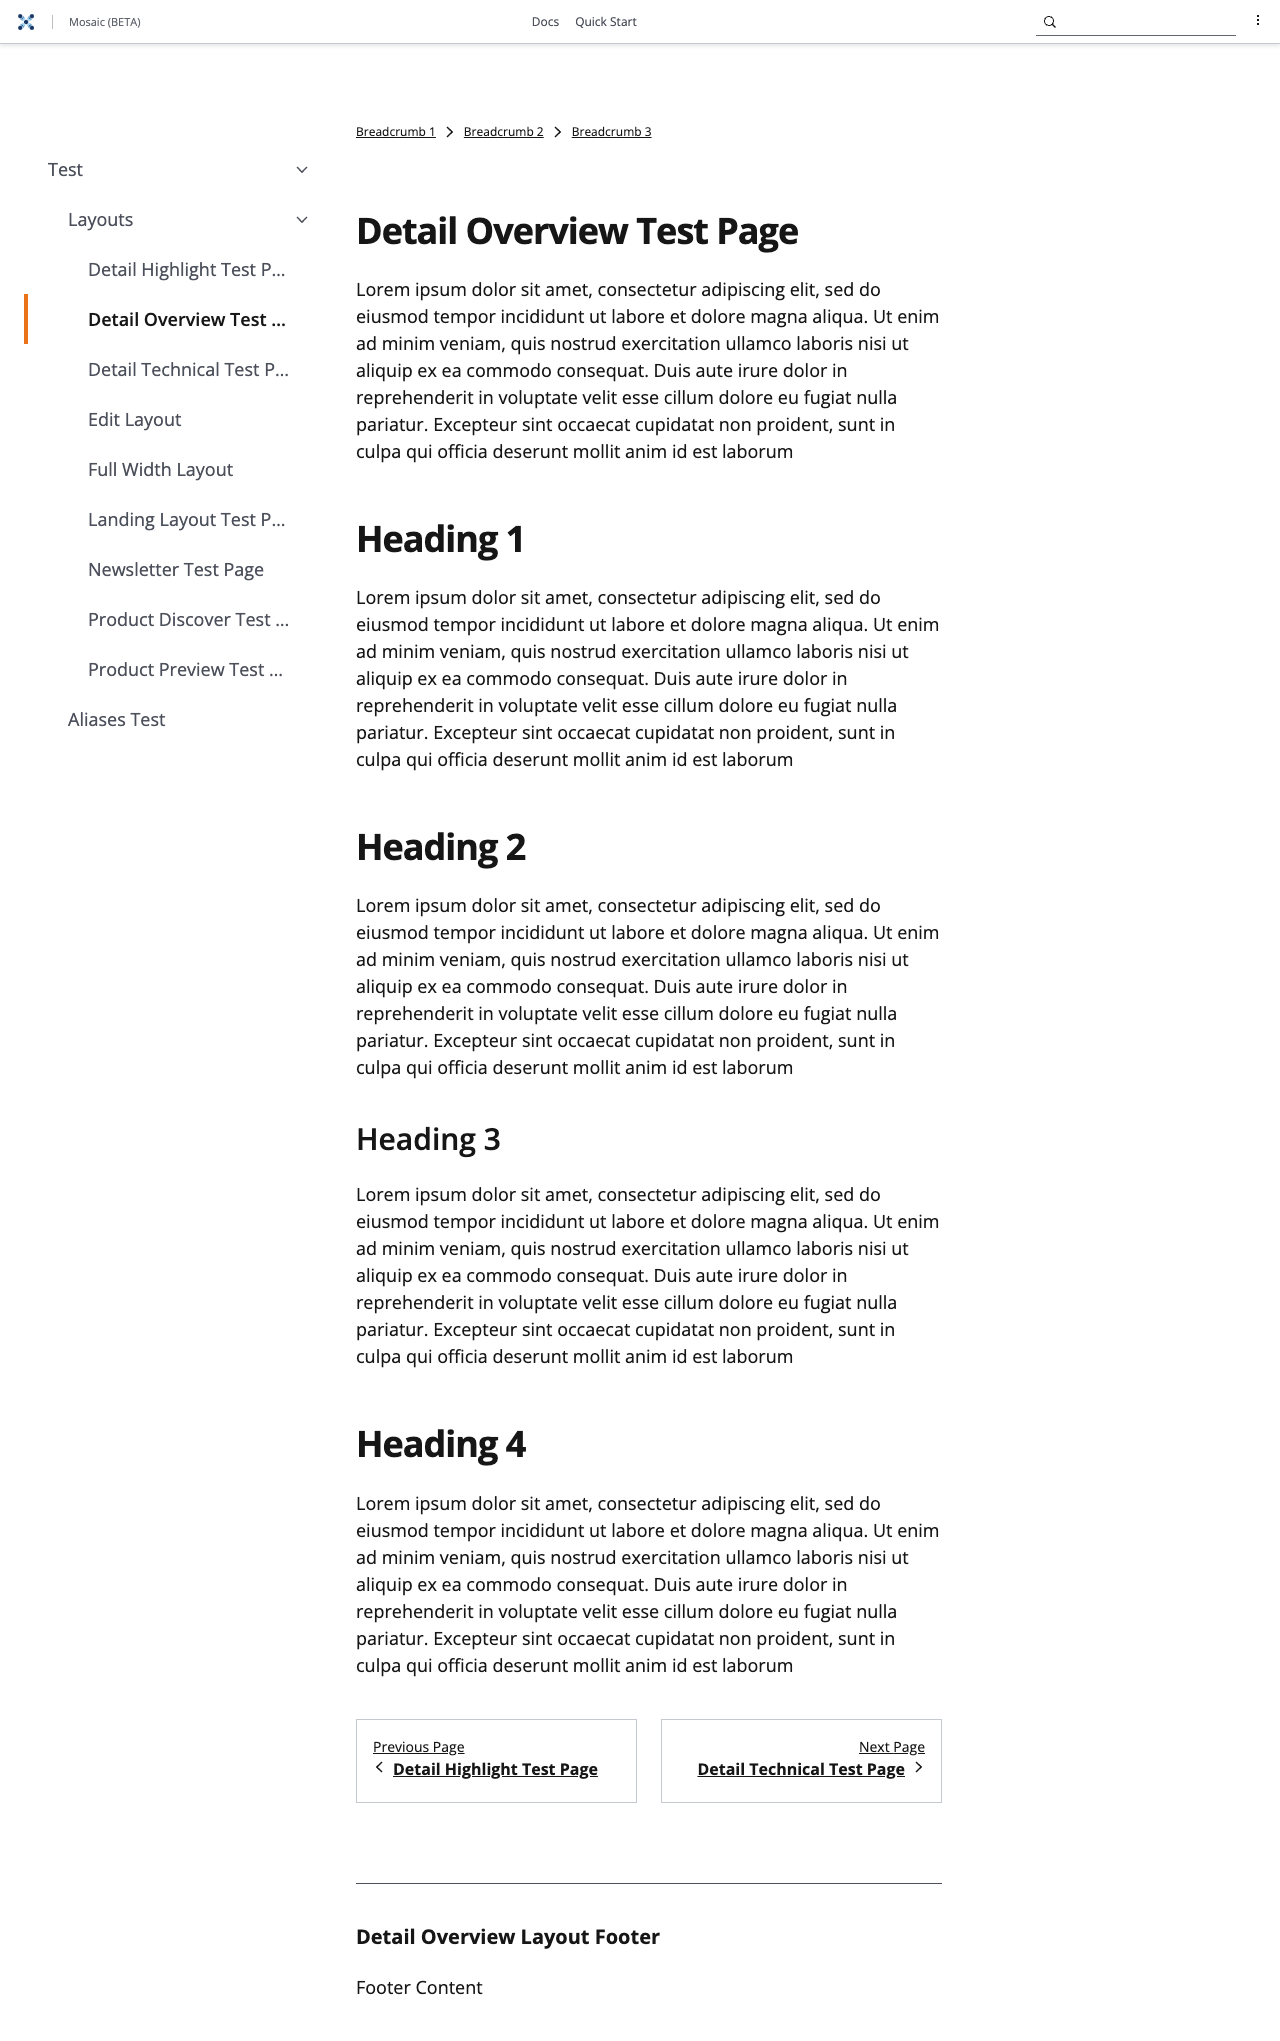 Mosaic (BETA)
Docs
Quick Start
Breadcrumb 1
Breadcrumb 2
Breadcrumb 3
Test
Layouts
Detail Highlight Test P...
Detail Overview Test ...
Detail Technical Test P...
Edit Layout
Full Width Layout
Landing Layout Test P...
Newsletter Test Page
Product Discover Test ...
Product Preview Test ...
Aliases Test
Detail Overview Test Page
Lorem ipsum dolor sit amet, consectetur adipiscing elit, sed do
eiusmod tempor incididunt ut labore et dolore magna aliqua. Ut enim
ad minim veniam, quis nostrud exercitation ullamco laboris nisi ut
aliquip ex ea commodo consequat. Duis aute irure dolor in
reprehenderit in voluptate velit esse cillum dolore eu fugiat nulla
pariatur. Excepteur sint occaecat cupidatat non proident, sunt in
culpa qui officia deserunt mollit anim id est laborum
Heading 1
Lorem ipsum dolor sit amet, consectetur adipiscing elit, sed do
eiusmod tempor incididunt ut labore et dolore magna aliqua. Ut enim
ad minim veniam, quis nostrud exercitation ullamco laboris nisi ut
aliquip ex ea commodo consequat. Duis aute irure dolor in
reprehenderit in voluptate velit esse cillum dolore eu fugiat nulla
pariatur. Excepteur sint occaecat cupidatat non proident, sunt in
culpa qui officia deserunt mollit anim id est laborum
Heading 2
Lorem ipsum dolor sit amet, consectetur adipiscing elit, sed do
eiusmod tempor incididunt ut labore et dolore magna aliqua. Ut enim
ad minim veniam, quis nostrud exercitation ullamco laboris nisi ut
aliquip ex ea commodo consequat. Duis aute irure dolor in
reprehenderit in voluptate velit esse cillum dolore eu fugiat nulla
pariatur. Excepteur sint occaecat cupidatat non proident, sunt in
culpa qui officia deserunt mollit anim id est laborum
Heading 3
Lorem ipsum dolor sit amet, consectetur adipiscing elit, sed do
eiusmod tempor incididunt ut labore et dolore magna aliqua. Ut enim
ad minim veniam, quis nostrud exercitation ullamco laboris nisi ut
aliquip ex ea commodo consequat. Duis aute irure dolor in
reprehenderit in voluptate velit esse cillum dolore eu fugiat nulla
pariatur. Excepteur sint occaecat cupidatat non proident, sunt in
culpa qui officia deserunt mollit anim id est laborum
Heading 4
Lorem ipsum dolor sit amet, consectetur adipiscing elit, sed do
eiusmod tempor incididunt ut labore et dolore magna aliqua. Ut enim
ad minim veniam, quis nostrud exercitation ullamco laboris nisi ut
aliquip ex ea commodo consequat. Duis aute irure dolor in
reprehenderit in voluptate velit esse cillum dolore eu fugiat nulla
pariatur. Excepteur sint occaecat cupidatat non proident, sunt in
culpa qui officia deserunt mollit anim id est laborum
Previous Page
Detail Highlight Test Page
Next Page
Detail Technical Test Page
Detail Overview Layout Footer
Footer Content